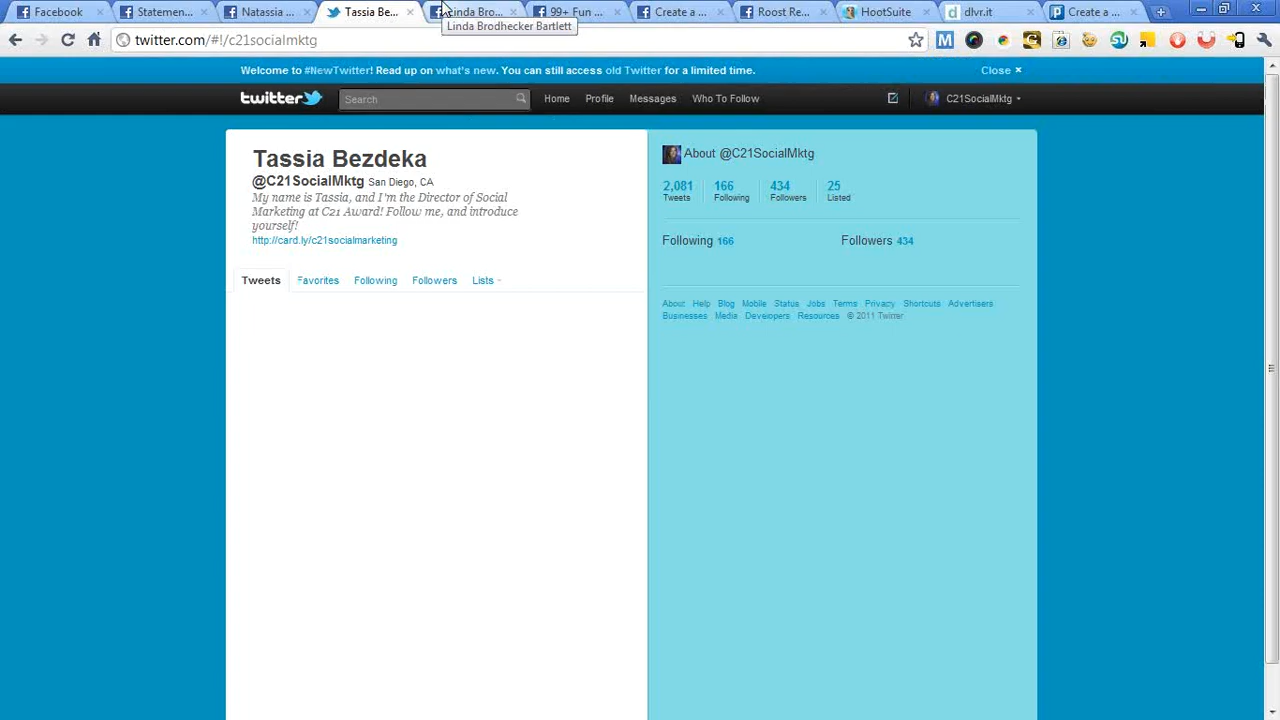 Facebook
Statemen...
Natassia ...
Tassia Be...
Linda Bro...
99+ Fun ...
Create a ...
Roost Re...
HootSuite
dlvr.it
Create a ...
Linda Brodhecker Bartlett
twitter.com/#!/c21socialmktg
Welcome to #NewTwitter! Read up on what's new. You can still access old Twitter for a limited time.
Close ×
twitter
Search
Home
Profile
Messages
Who To Follow
C21SocialMktg
Tassia Bezdeka
@C21SocialMktg San Diego, CA
My name is Tassia, and I'm the Director of Social
Marketing at C21 Award! Follow me, and introduce
yourself!
http://card.ly/c21socialmarketing
Tweets Favorites Following Followers Lists
About @C21SocialMktg
2,081 166 434 25
Tweets Following Followers Listed
Following 166 Followers 434
About Help Blog Mobile Status Jobs Terms Privacy Shortcuts Advertisers
Businesses Media Developers Resources © 2011 Twitter